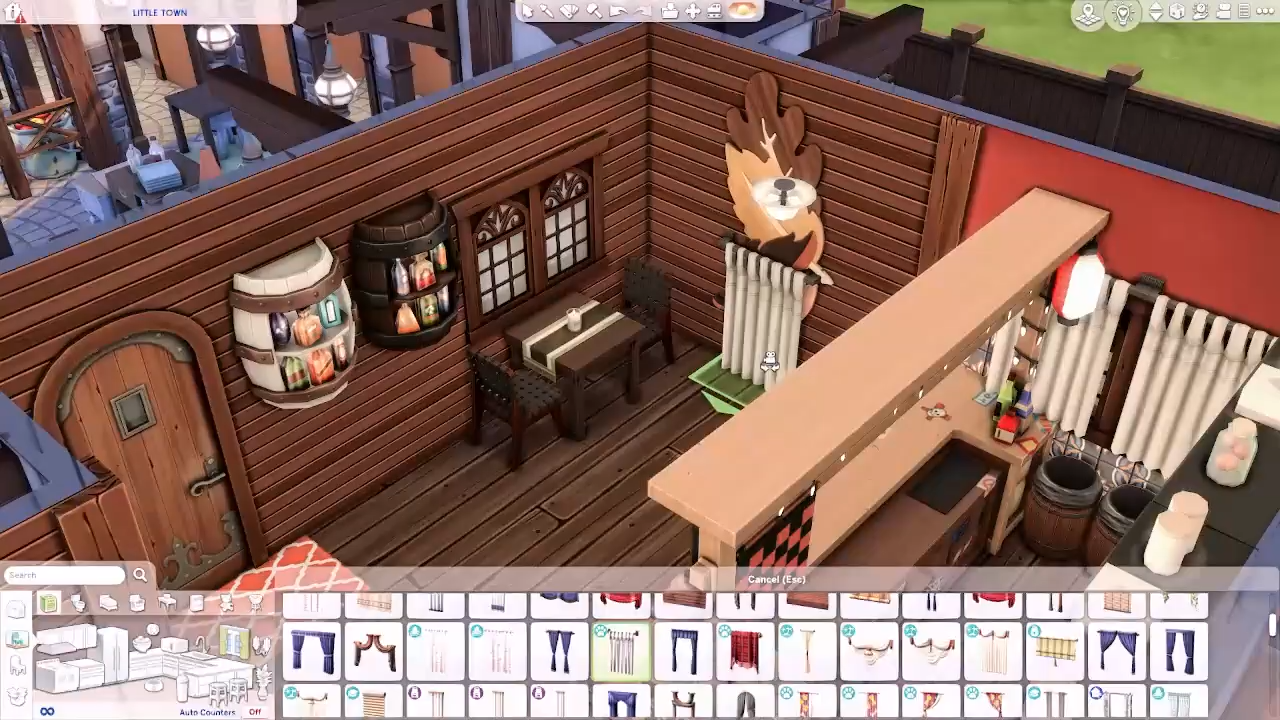 LITTLE TOWN
Cancel (Esc)
Search
Auto Counters
Off